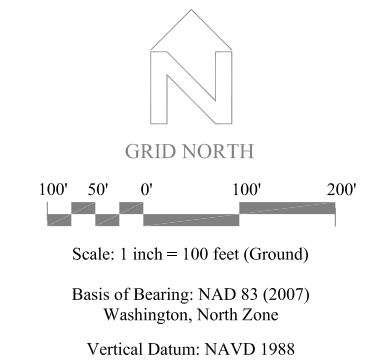 N
GRID NORTH
100' 50' 0' 100' 200'
Scale: 1 inch = 100 feet (Ground)
Basis of Bearing: NAD 83 (2007)
Washington, North Zone
Vertical Datum: NAVD 1988